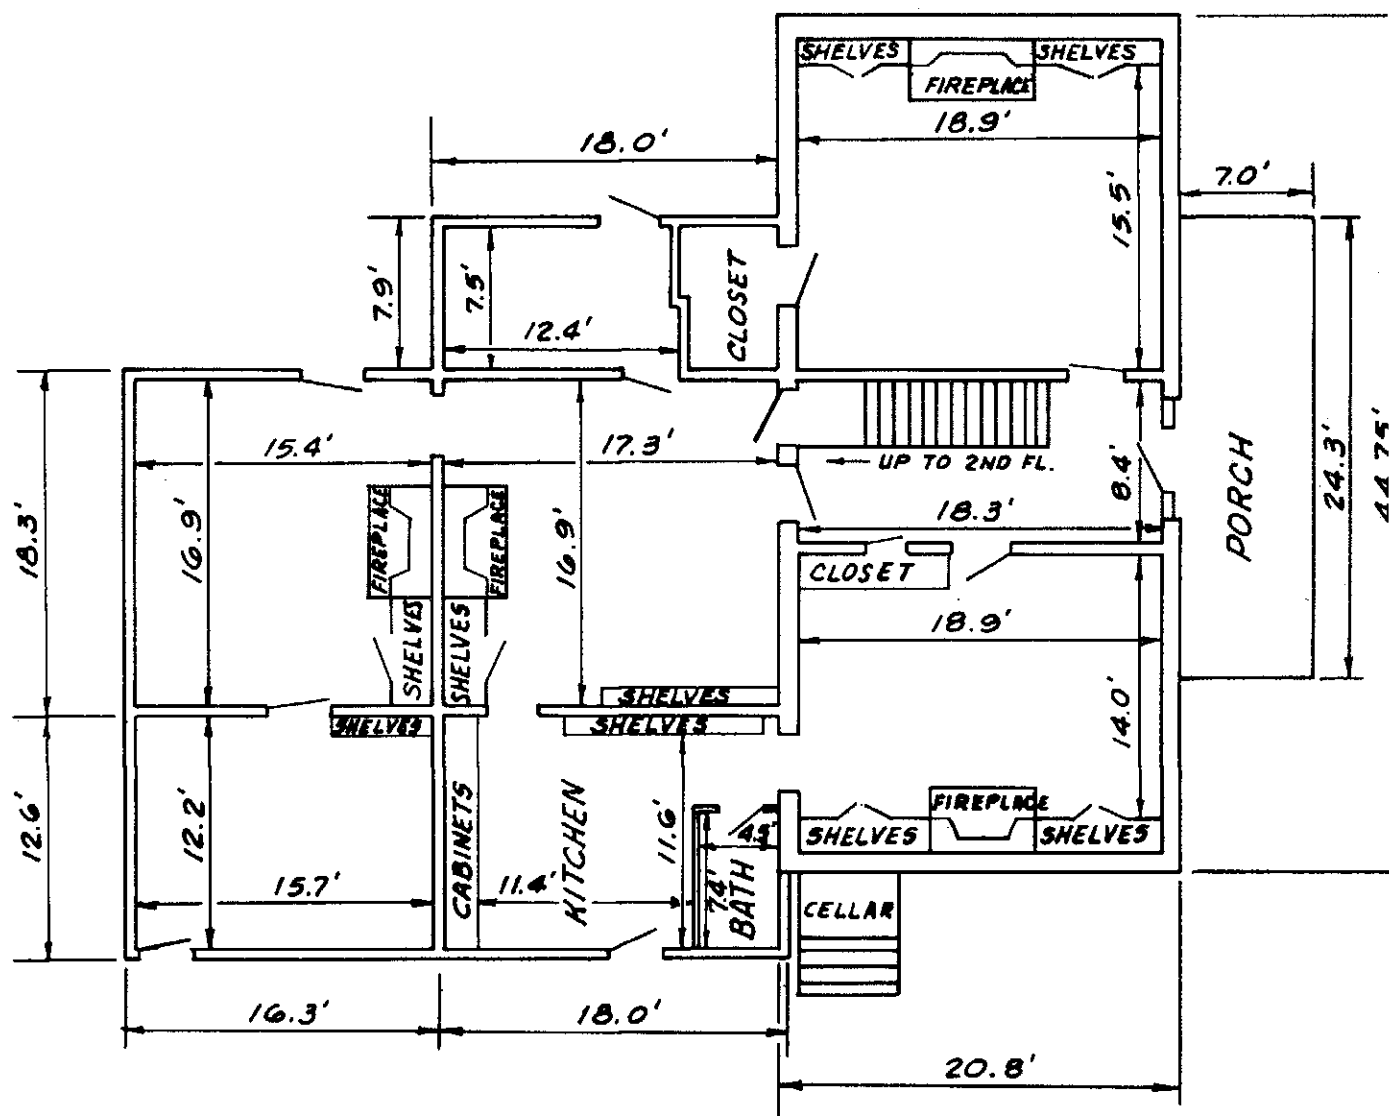 SHELVES
SHELVES
FIREPLACE
18.9'
18.0'
7.0'
15.5'
7.9'
7.5'
CLOSET
12.4'
15.4'
17.3'
UP TO 2ND FL.
8.4'
PORCH
24.3'
44.75'
18.3'
16.9'
FIREPLACE
FIREPLACE
16.9'
18.3'
CLOSET
18.9'
SHELVES
SHELVES
SHELVES
SHELVES
SHELVES
14.0'
12.6'
12.2'
CABINETS
KITCHEN
11.6'
4.5'
FIREPLACE
SHELVES
SHELVES
15.7'
11.4'
7.4'
BATH
CELLAR
16.3'
18.0'
20.8'